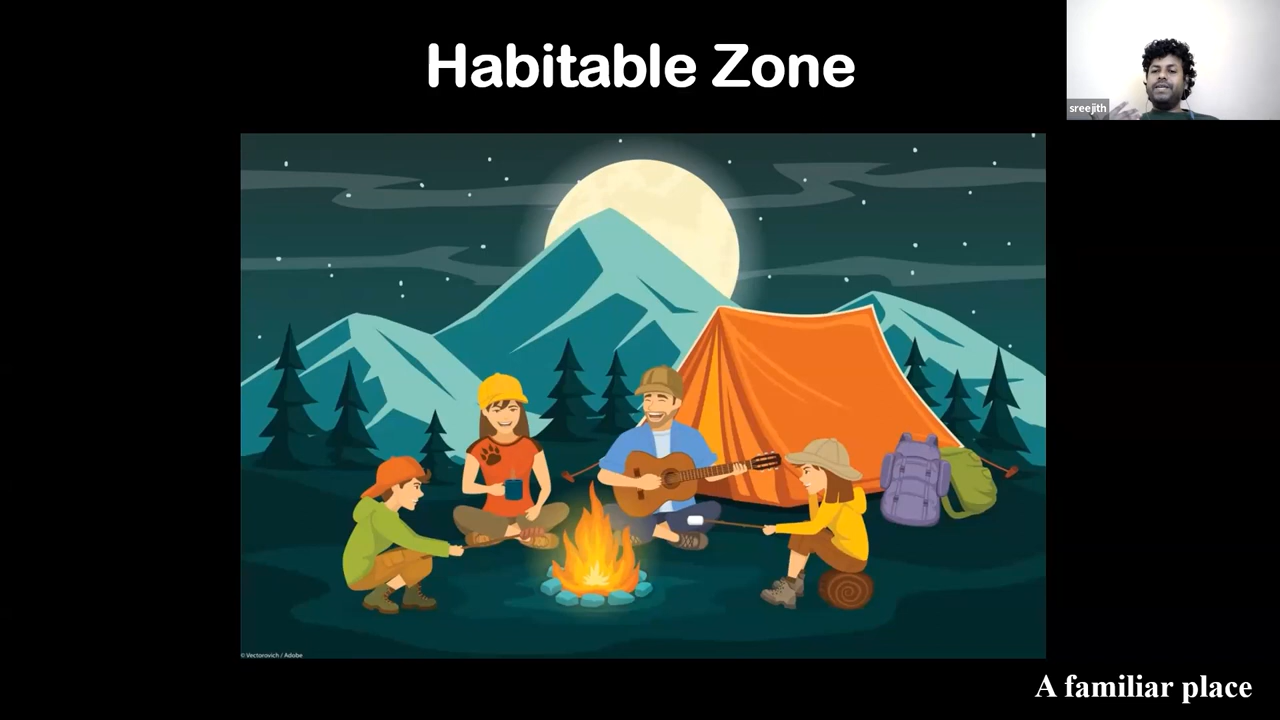 Habitable Zone
sreejith
© Vectorovich / Adobe
A familiar place